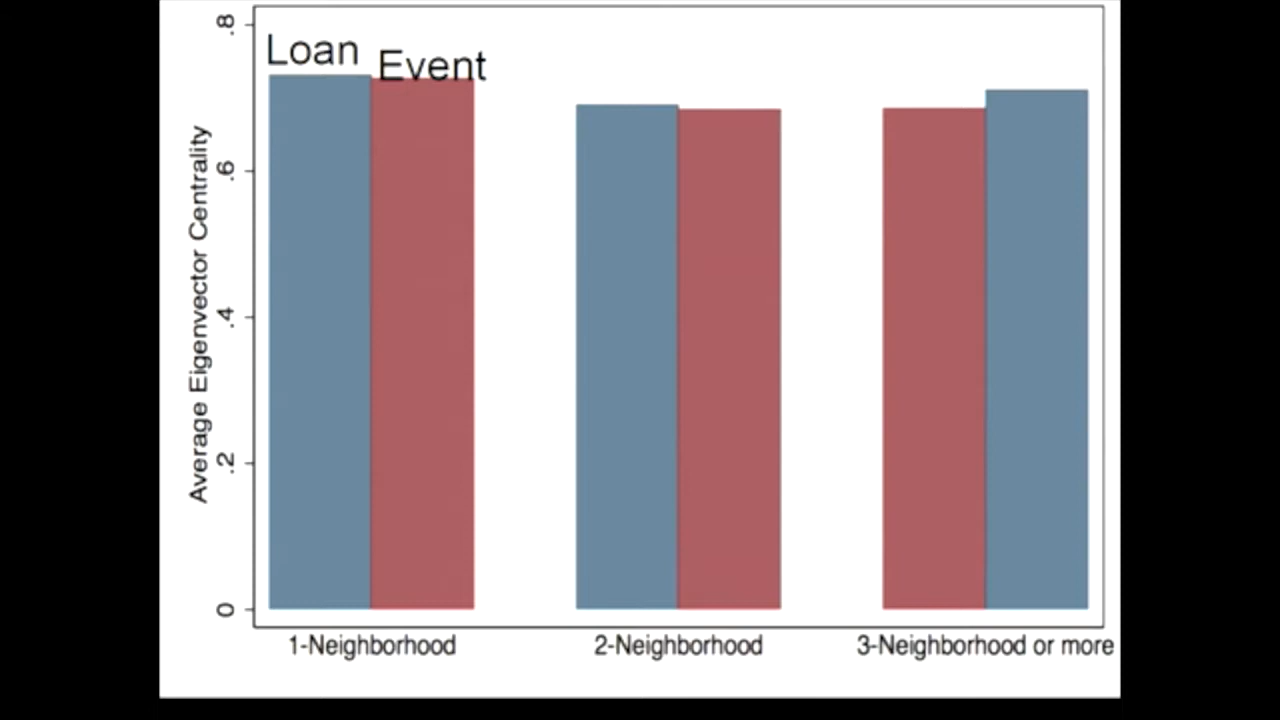 .8
Loan
Event
.6
.4
.2
0
Average Eigenvector Centrality
1-Neighborhood
2-Neighborhood
3-Neighborhood or more